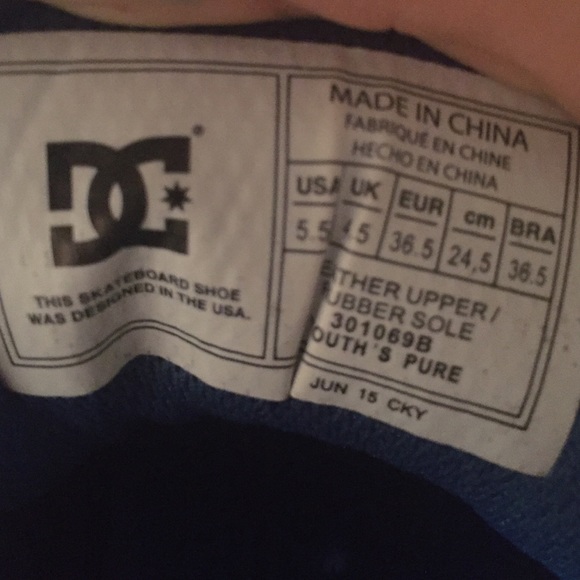 DC®
THIS SKATEBOARD SHOE
WAS DESIGNED IN THE USA.
MADE IN CHINA
FABRIQUÉ EN CHINE
HECHO EN CHINA
USA UK EUR cm BRA
5.5 4.5 36.5 24,5 36.5
UPPER /
SOLE
301069B
PURE
JUN 15 CKY